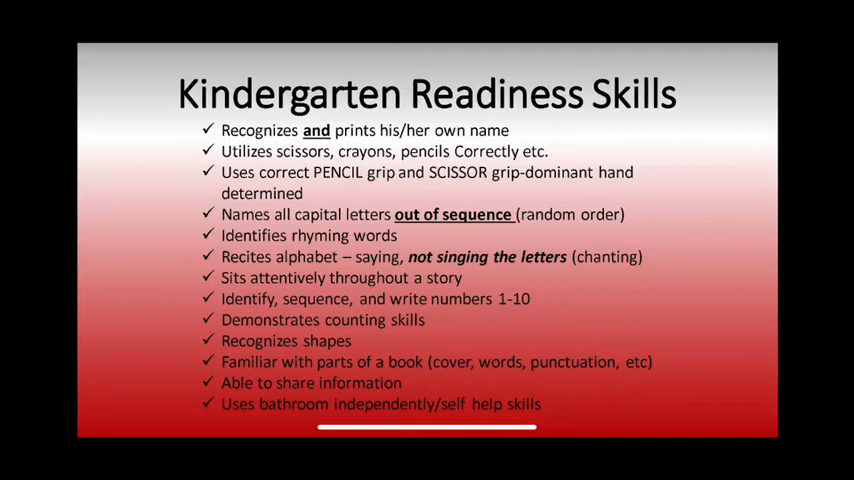 Kindergarten Readiness Skills
✓ Recognizes and prints his/her own name
✓ Utilizes scissors, crayons, pencils Correctly etc.
✓ Uses correct PENCIL grip and SCISSOR grip-dominant hand
determined
✓ Names all capital letters out of sequence (random order)
✓ Identifies rhyming words
✓ Recites alphabet – saying, not singing the letters (chanting)
✓ Sits attentively throughout a story
✓ Identify, sequence, and write numbers 1-10
✓ Demonstrates counting skills
✓ Recognizes shapes
✓ Familiar with parts of a book (cover, words, punctuation, etc)
✓ Able to share information
✓ Uses bathroom independently/self help skills